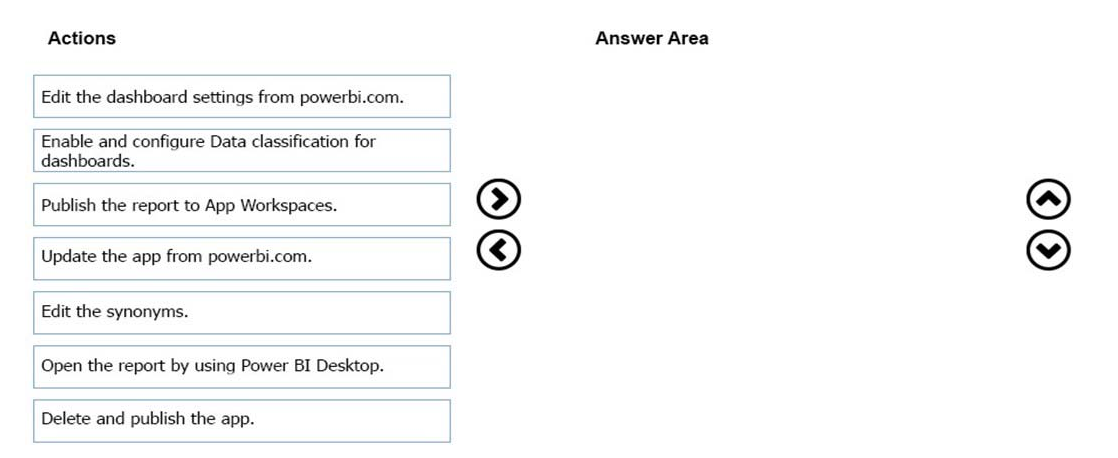 Actions
Answer Area
Edit the dashboard settings from powerbi.com.
Enable and configure Data classification for
dashboards.
Publish the report to App Workspaces.
Update the app from powerbi.com.
Edit the synonyms.
Open the report by using Power BI Desktop.
Delete and publish the app.